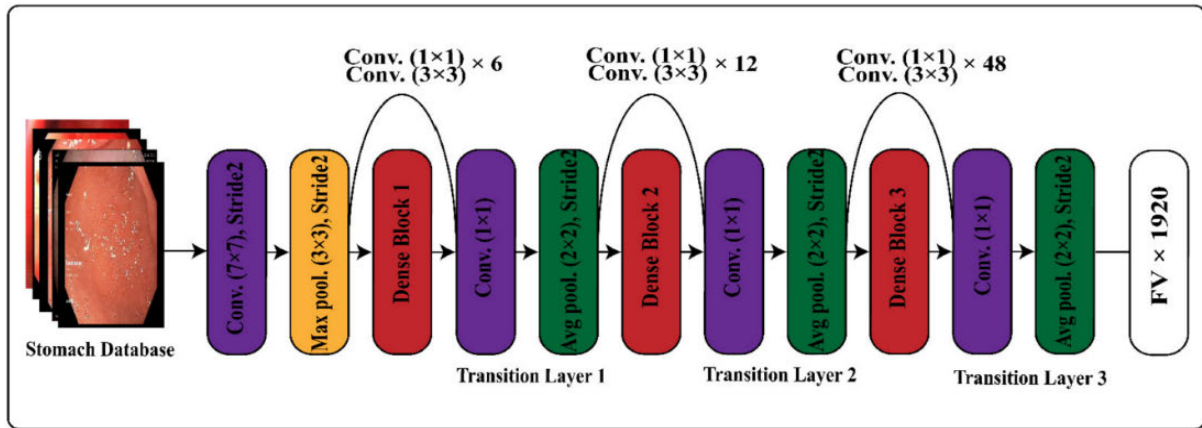 Conv. (1×1)
Conv. (3×3) × 6
Conv. (1×1)
Conv. (3×3) × 12
Conv. (1×1)
Conv. (3×3) × 48
Stomach Database
Conv. (7×7), Stride2
Max pool. (3×3), Stride2
Dense Block 1
Conv. (1×1)
Avg pool. (2×2), Stride2
Dense Block 2
Conv. (1×1)
Avg pool. (2×2), Stride2
Dense Block 3
Conv. (1×1)
Avg pool. (2×2), Stride2
FV × 1920
Transition Layer 1
Transition Layer 2
Transition Layer 3